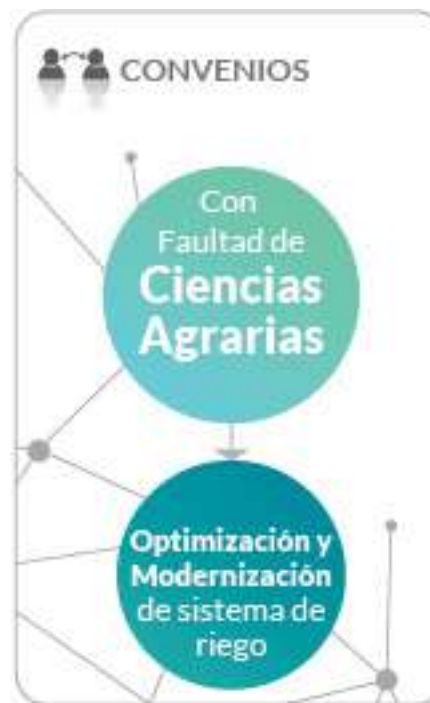 CONVENIOS
Con
Faultad de
Ciencias
Agrarias
Optimización y
Modernización
de sistema de
riego